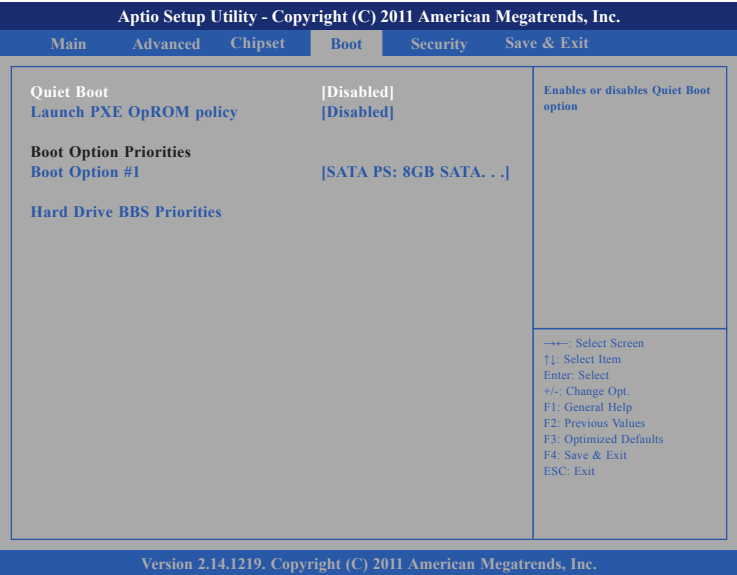 Aptio Setup Utility - Copyright (C) 2011 American Megatrends, Inc.
Main Advanced Chipset Boot Security Save & Exit
Quiet Boot [Disabled]
Launch PXE OpROM policy [Disabled]
Boot Option Priorities
Boot Option #1 [SATA PS: 8GB SATA. . .]
Hard Drive BBS Priorities
Enables or disables Quiet Boot
option
→←: Select Screen
↑↓: Select Item
Enter: Select
+/-: Change Opt.
F1: General Help
F2: Previous Values
F3: Optimized Defaults
F4: Save & Exit
ESC: Exit
Version 2.14.1219. Copyright (C) 2011 American Megatrends, Inc.